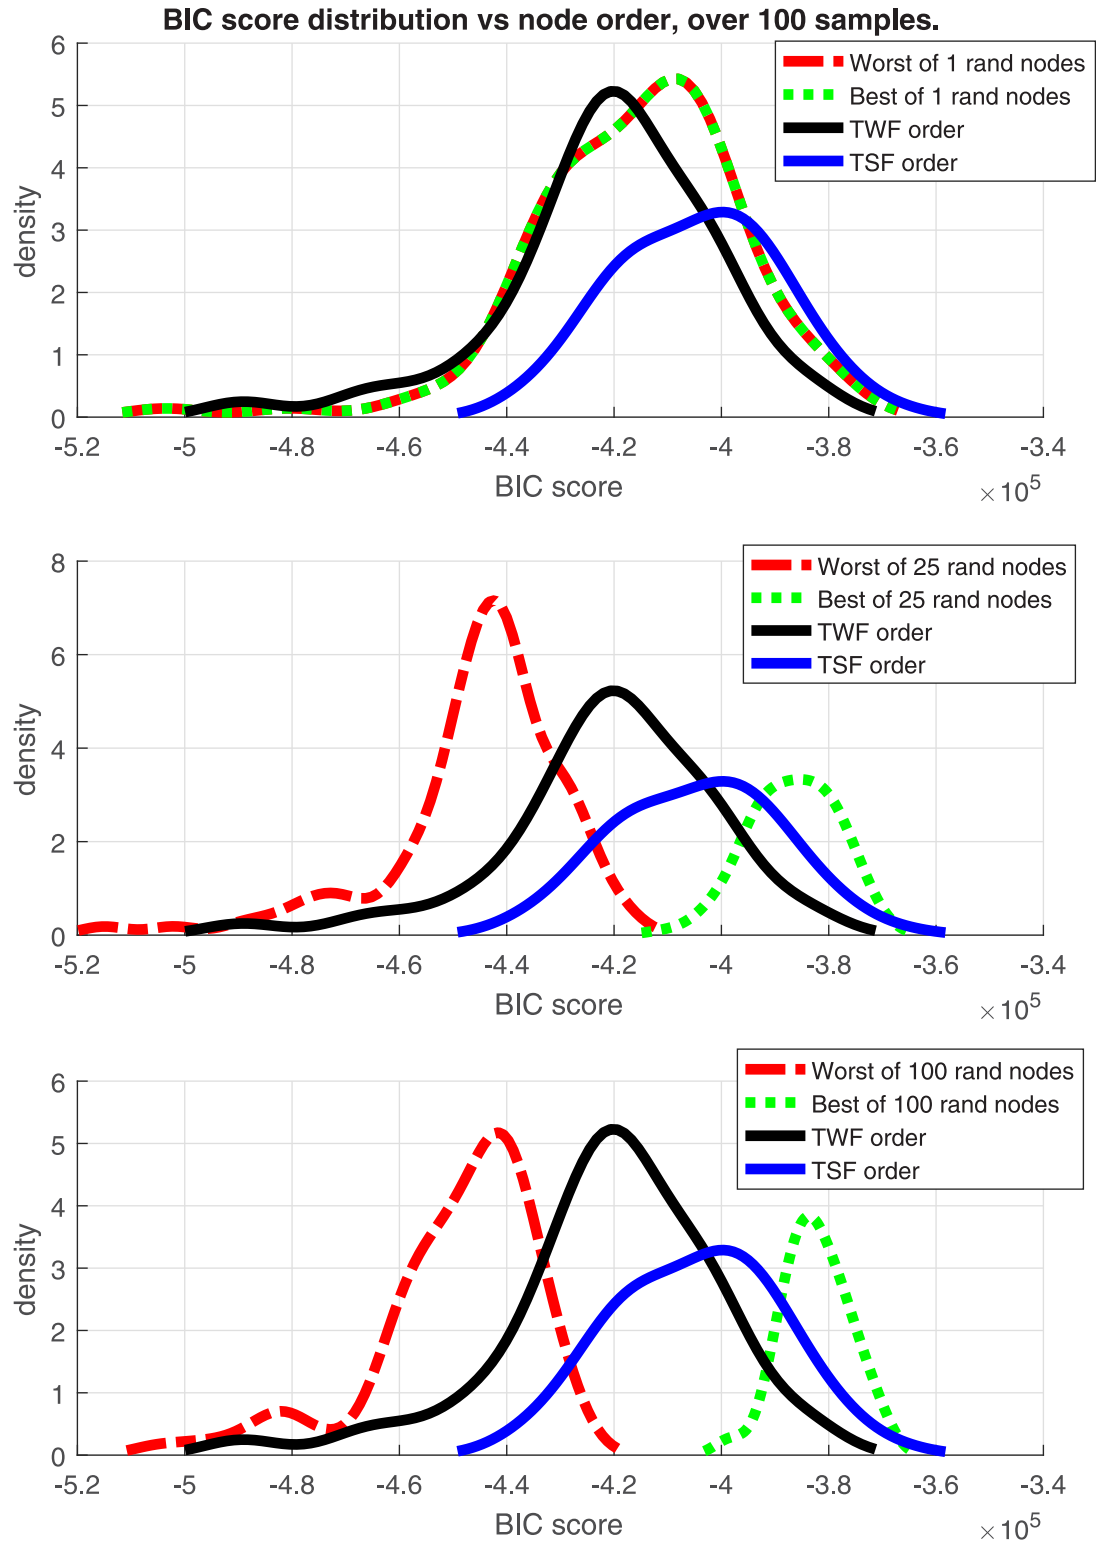 BIC score distribution vs node order, over 100 samples.
Worst of 1 rand nodes
Best of 1 rand nodes
TWF order
TSF order
density
6
5
4
3
2
1
0
-5.2 -5 -4.8 -4.6 -4.4 -4.2 -4 -3.8 -3.6 -3.4
BIC score
×10⁵
Worst of 25 rand nodes
Best of 25 rand nodes
TWF order
TSF order
density
8
6
4
2
0
-5.2 -5 -4.8 -4.6 -4.4 -4.2 -4 -3.8 -3.6 -3.4
BIC score
×10⁵
Worst of 100 rand nodes
Best of 100 rand nodes
TWF order
TSF order
density
6
5
4
3
2
1
0
-5.2 -5 -4.8 -4.6 -4.4 -4.2 -4 -3.8 -3.6 -3.4
BIC score
×10⁵